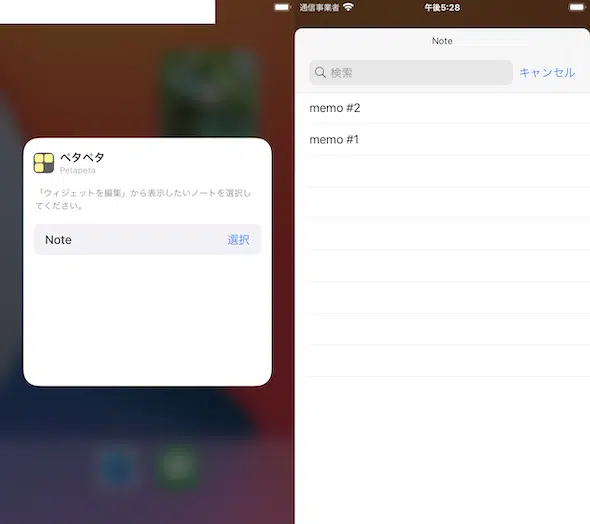 ペタペタ
Petapeta
「ウィジェットを編集」から表示したいノートを選択し
てください。
Note
選択
通信事業者
午後5:28
Note
検索
キャンセル
memo #2
memo #1